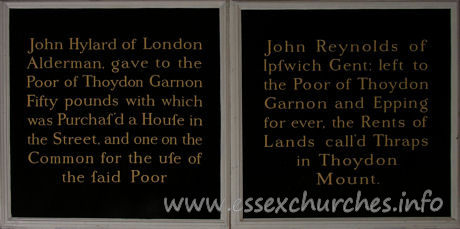 John Hylard of London
Alderman, gave to the
Poor of Thoydon Garnon
Fifty pounds with which
was Purchaſ'd a Houſe in
the Street, and one on the
Common for the uſe of
the ſaid Poor
John Reynolds of
Ipſwich Gent: left to
the Poor of Thoydon
Garnon and Epping
for ever, the Rents of
Lands call'd Thraps
in Thoydon
Mount.
www.essexchurches.info